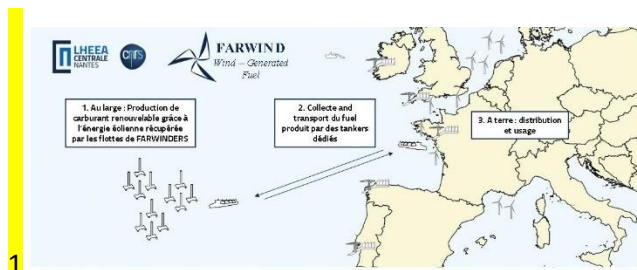 LHEEA
CENTRALE
NANTES
cnrs
FARWIND
Wind – Generated
Fuel
1. Au large : Production de
carburant renouvelable grâce à
l'énergie éolienne récupérée
par les flottes de FARWINDERS
2. Collecte and
transport du fuel
produit par des tankers
dédiés
3. A terre : distribution
et usage
1